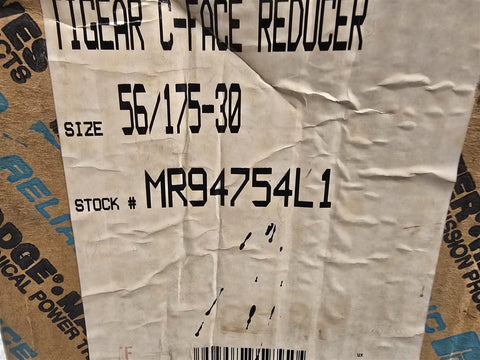 TIGEAR C-FACE REDUCER
SIZE 56/175-30
STOCK # MR94754L1